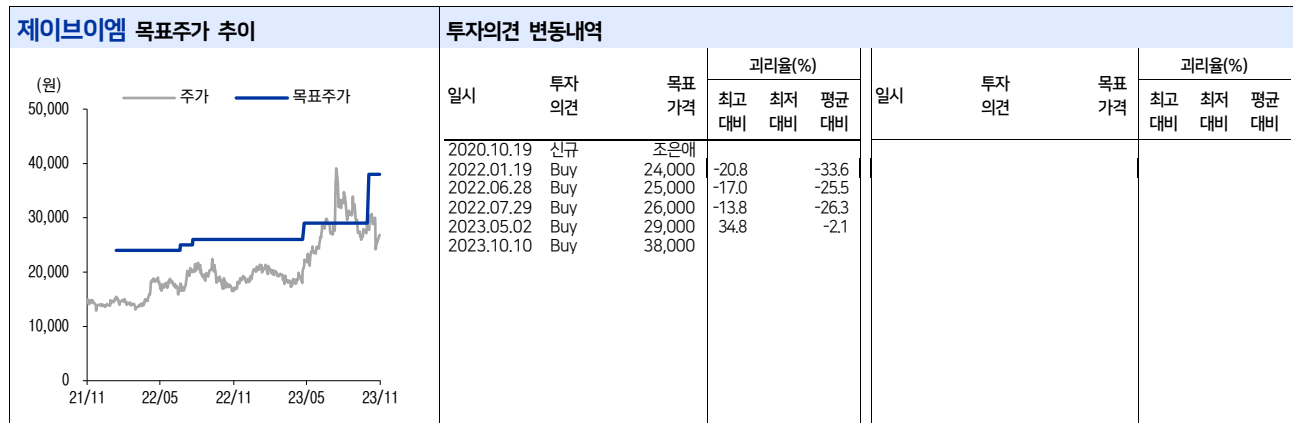 제이브이엠 목표주가 추이
투자의견 변동내역
(원)
주가 목표주가
50,000
40,000
30,000
20,000
10,000
0
21/11 22/05 22/11 23/05 23/11
일시 투자의견 목표가격 괴리율(%)
최고대비 최저대비 평균대비
2020.10.19 신규 조은애
2022.01.19 Buy 24,000 -20.8 -33.6
2022.06.28 Buy 25,000 -17.0 -25.5
2022.07.29 Buy 26,000 -13.8 -26.3
2023.05.02 Buy 29,000 34.8 -2.1
2023.10.10 Buy 38,000
일시 투자의견 목표가격 괴리율(%)
최고대비 최저대비 평균대비